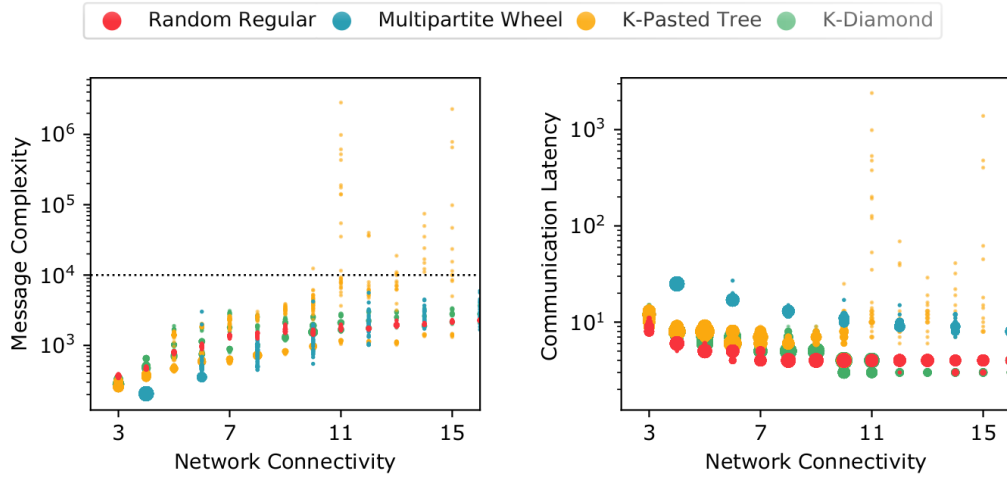 Random Regular Multipartite Wheel K-Pasted Tree K-Diamond
Message Complexity
10^6
10^5
10^4
10^3
3 7 11 15
Network Connectivity
Communication Latency
10^3
10^2
10^1
3 7 11 15
Network Connectivity